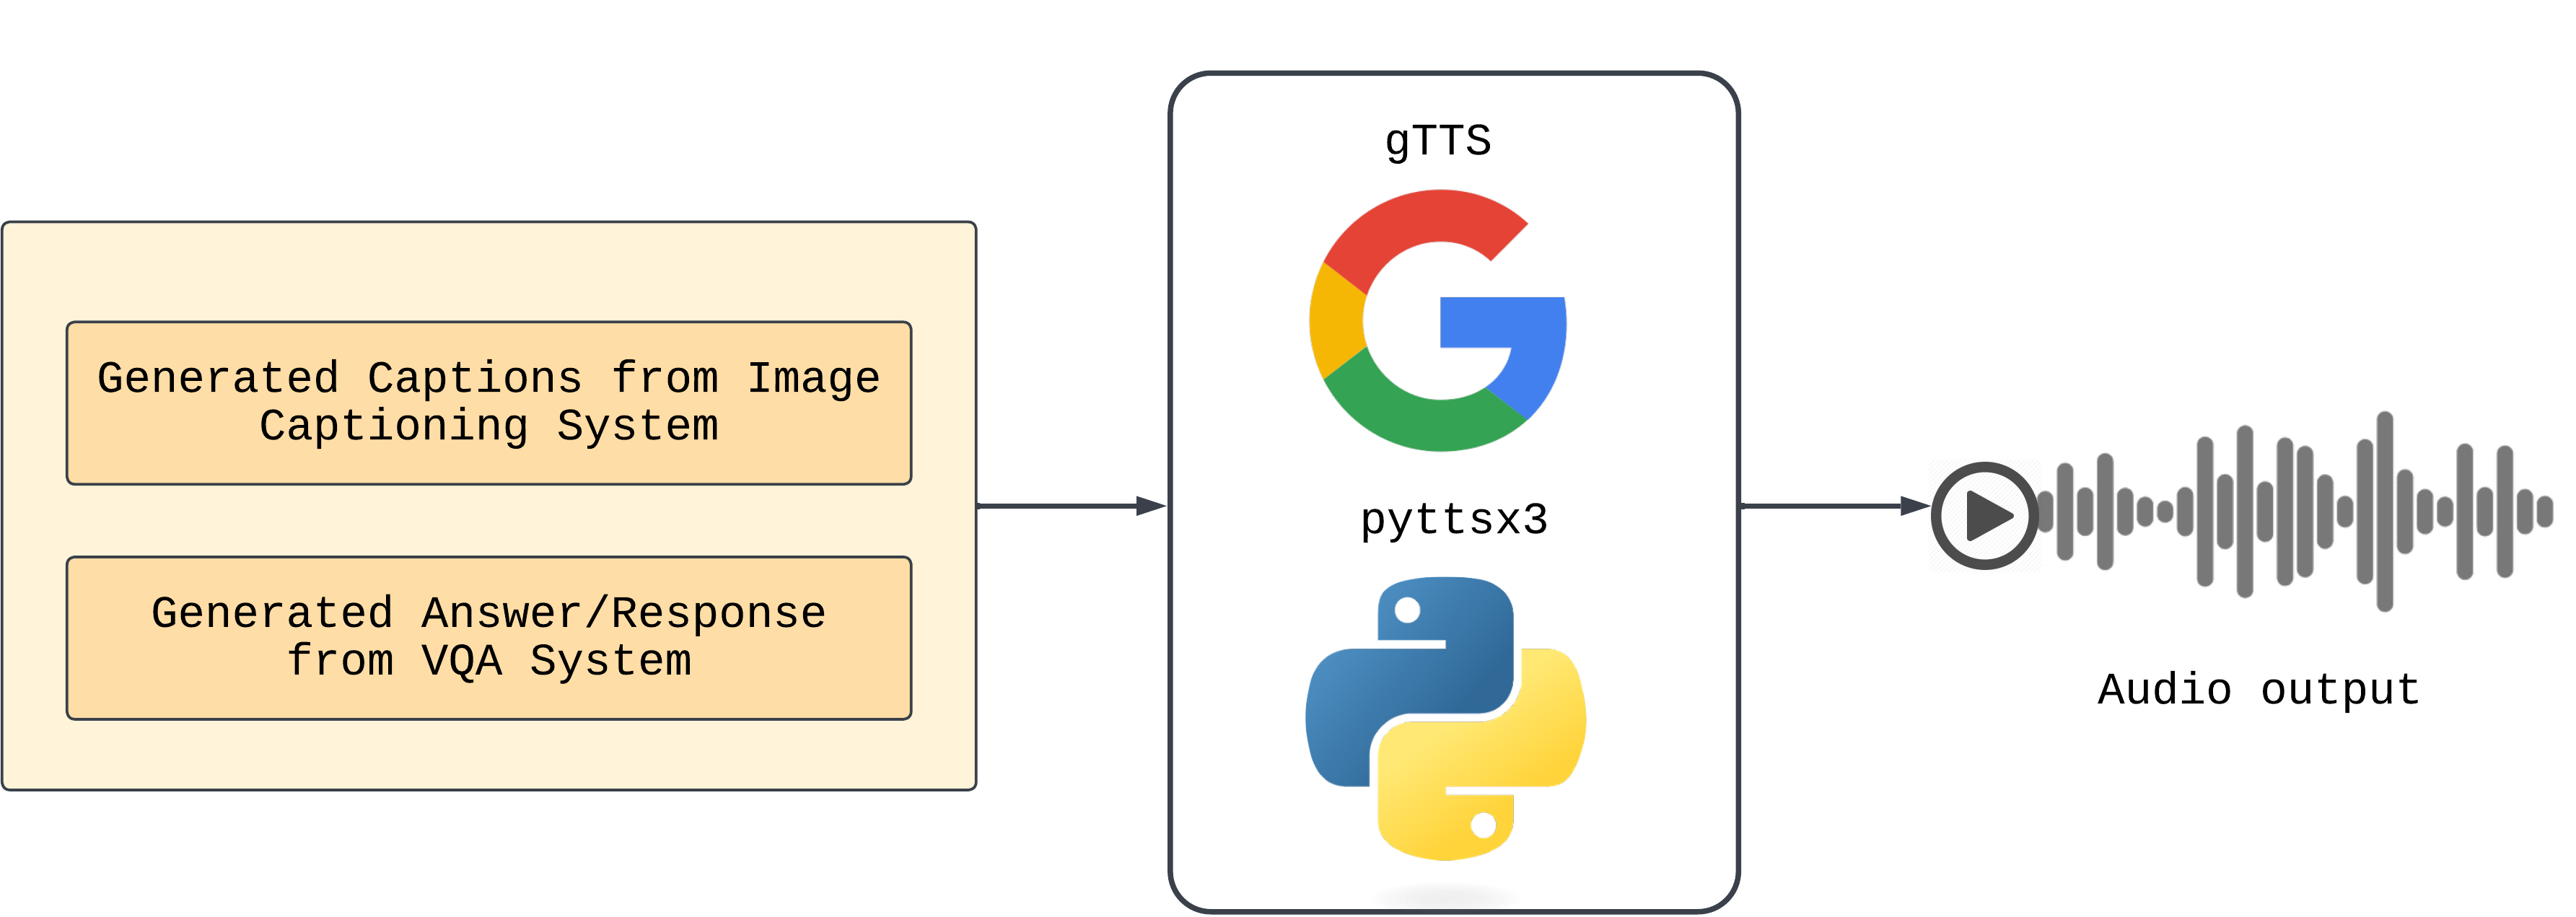 Generated Captions from Image
Captioning System
Generated Answer/Response
from VQA System
gTTS
pyttsx3
Audio output